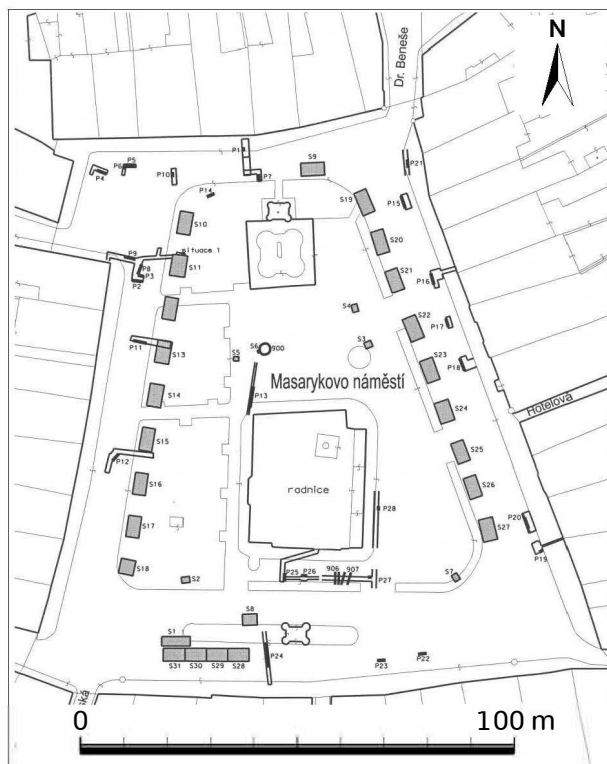 N
Dr. Beneše
P1
P5
P6
P4
P10
P7
S9
P21
P14
S19
P15
S10
S20
situace 1
P9
S11
P8
P3
P2
S21
P16
S4
S22
P17
P11
S13
S6
900
S5
S3
S23
P18
Masarykovo náměstí
S14
P13
S24
Hotelova
S15
P12
S25
radnice
S16
S26
P28
S17
S27
P20
P19
S18
S2
P25
P26
906
907
P27
S7
S8
S1
S31
S30
S29
S28
P24
P23
P22
0
100 m